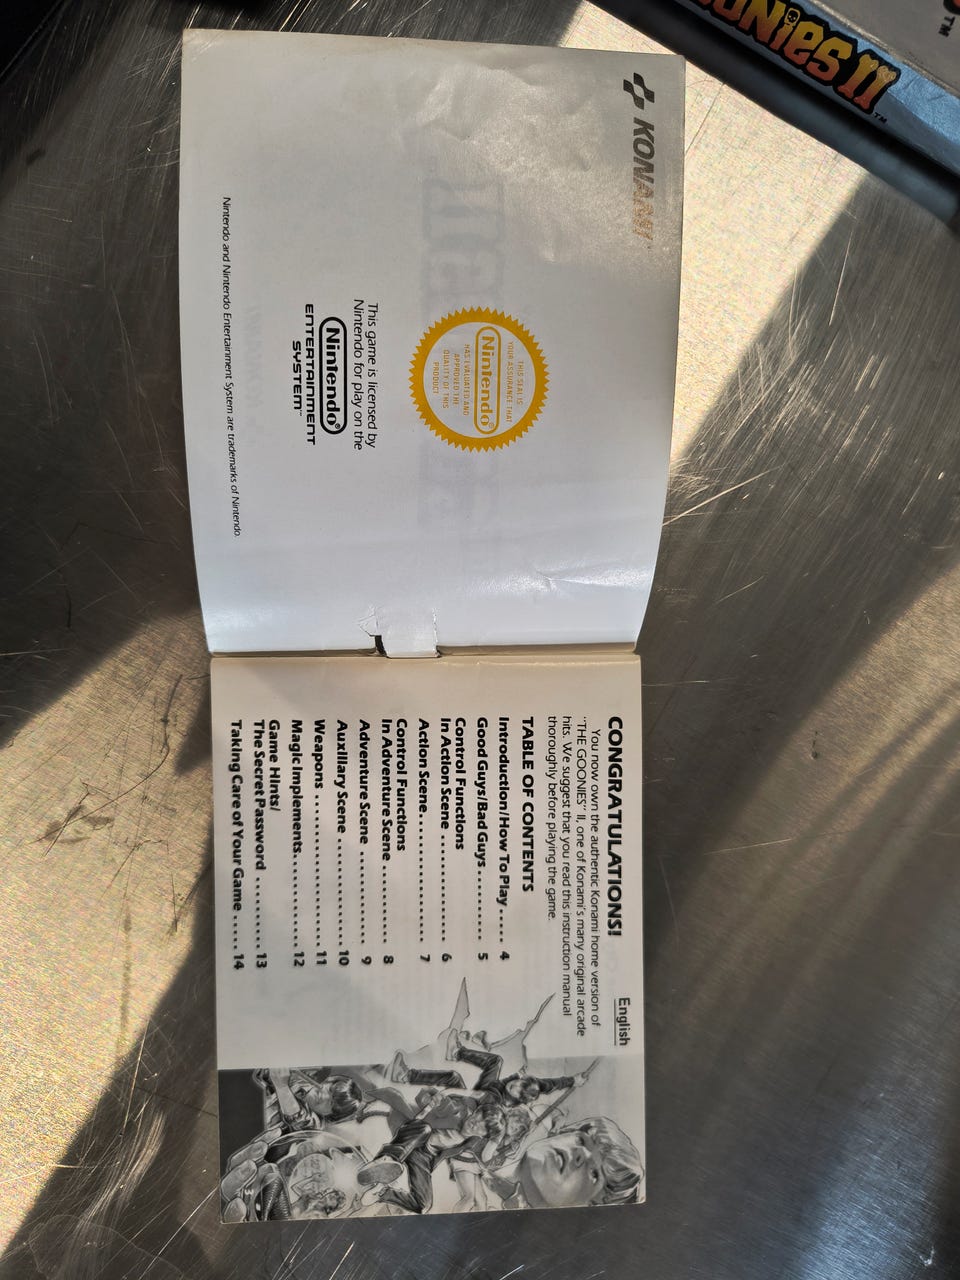 KONAMI
THIS SEAL IS
YOUR ASSURANCE THAT
Nintendo®
HAS EVALUATED AND
APPROVED THE
QUALITY OF THIS
PRODUCT
This game is licensed by
Nintendo for play on the
Nintendo®
ENTERTAINMENT
SYSTEM™
Nintendo and Nintendo Entertainment System are trademarks of Nintendo.
English
CONGRATULATIONS!
You now own the authentic Konami home version of
"THE GOONIES" II, one of Konami's many original arcade
hits. We suggest that you read this instruction manual
thoroughly before playing the game.
TABLE OF CONTENTS
Introduction/How To Play ..... 4
Good Guys/Bad Guys .......... 5
Control Functions
In Action Scene ............... 6
Action Scene.................. 7
Control Functions
In Adventure Scene ........... 8
Adventure Scene .............. 9
Auxiliary Scene ............... 10
Weapons ...................... 11
Magic Implements............. 12
Game Hints/
The Secret Password .......... 13
Taking Care of Your Game ..... 14
OONIES II™
TM